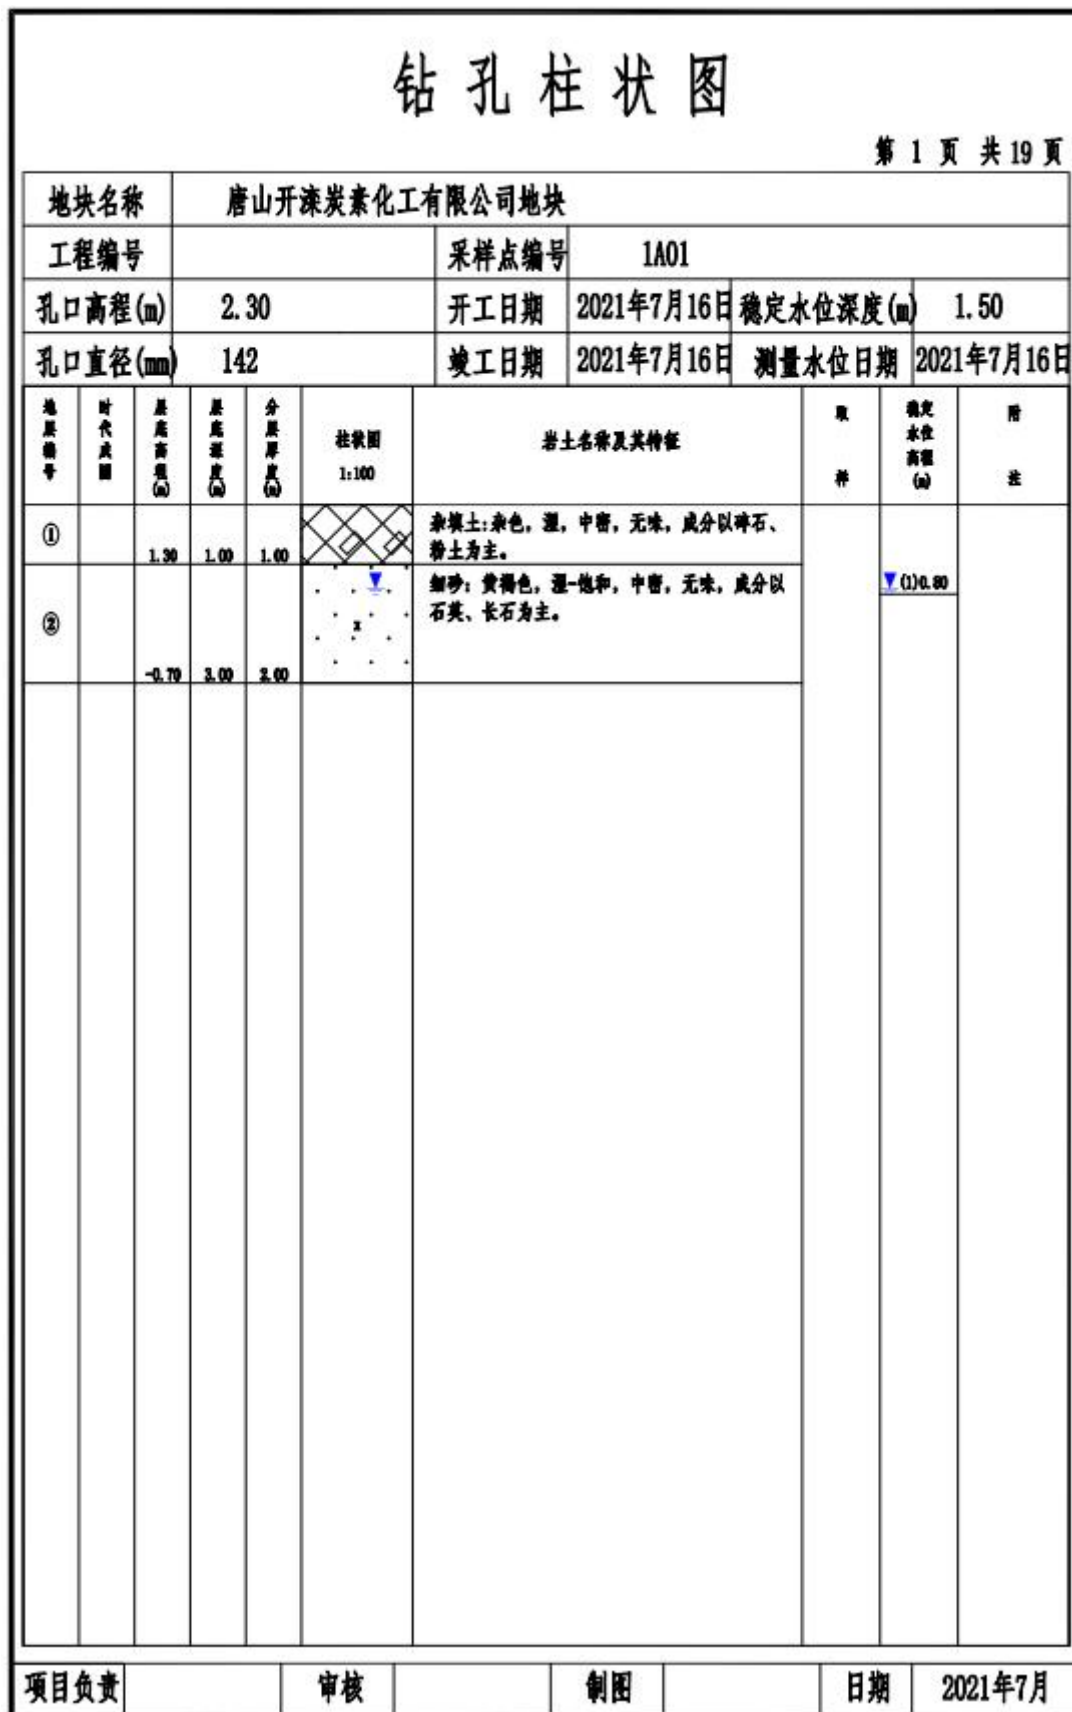 钻孔柱状图
第 1 页 共 19 页
地块名称 唐山开滦炭素化工有限公司地块
工程编号 采样点编号 1A01
孔口高程(m) 2.30 开工日期 2021年7月16日 稳定水位深度(m) 1.50
孔口直径(mm) 142 竣工日期 2021年7月16日 测量水位日期 2021年7月16日
地层编号 时代成因 层底高程(m) 层底深度(m) 分层厚度(m) 柱状图 1:100 岩土名称及其特征 取样 稳定水位高程(m) 附注
① 1.30 1.00 1.00 杂填土:杂色，湿，中密，无味，成分以碎石、
粉土为主。
② -0.70 3.00 2.00 细砂：黄褐色，湿-饱和，中密，无味，成分以
石英、长石为主。
x
(1)0.80
项目负责 审核 制图 日期 2021年7月